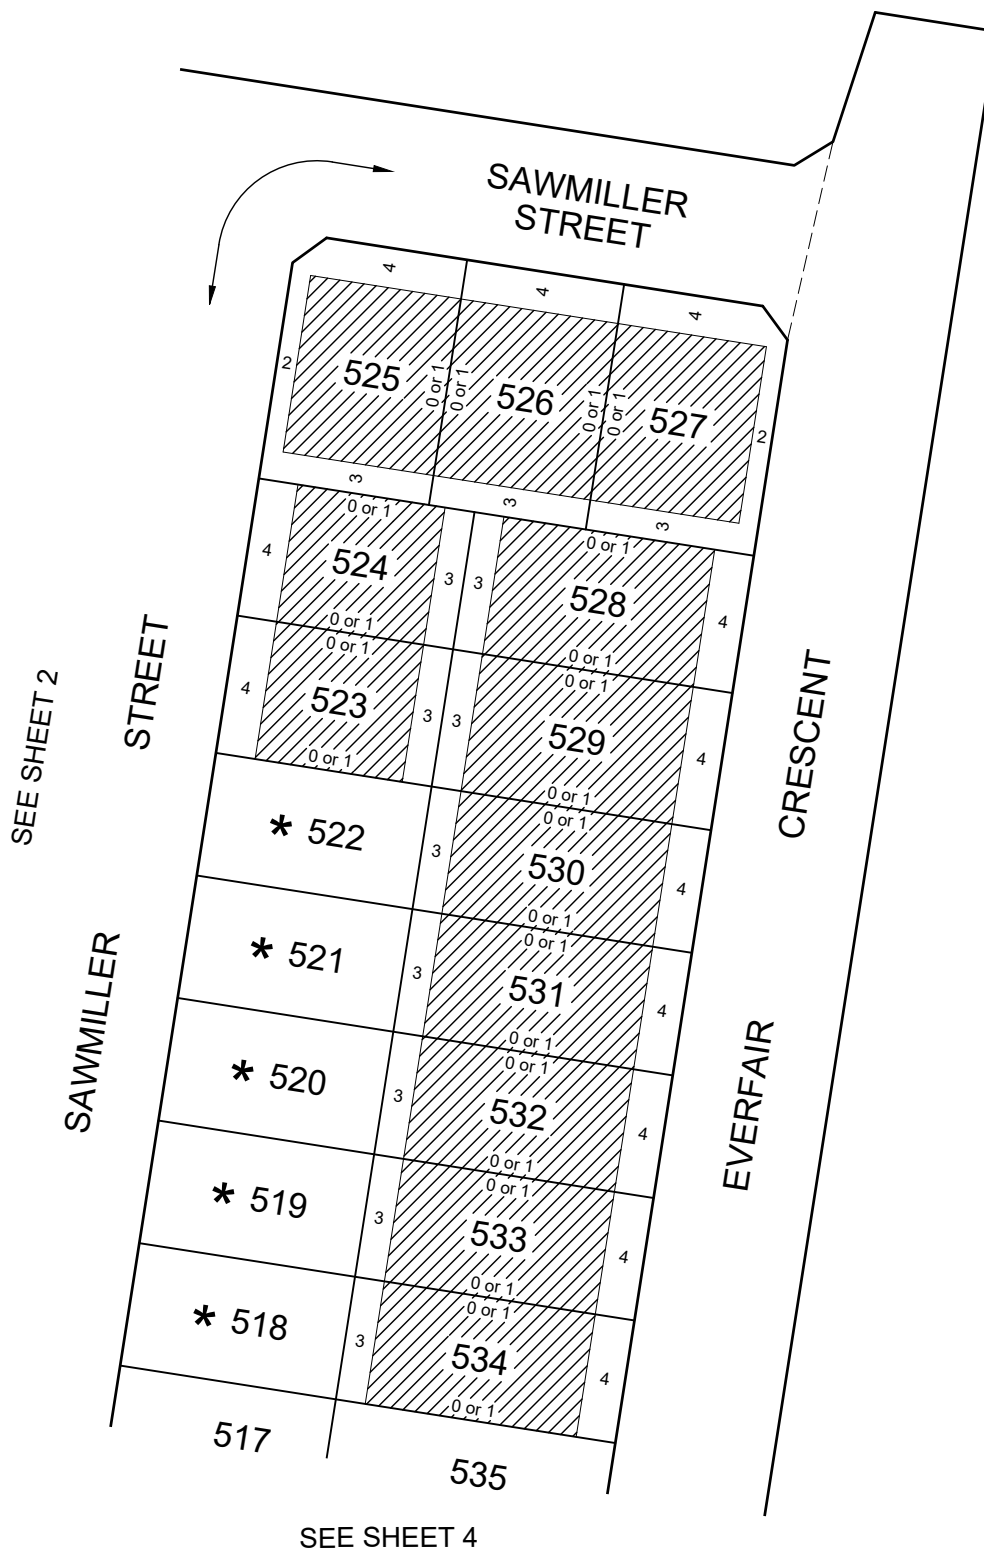 SAWMILLER
STREET
4
4
4
2
525
0 or 1
0 or 1
526
0 or 1
0 or 1
527
2
3
3
3
0 or 1
4
524
3
0 or 1
3
0 or 1
528
4
0 or 1
0 or 1
4
523
3
0 or 1
3
0 or 1
529
4
0 or 1
* 522
3
0 or 1
530
4
0 or 1
* 521
3
0 or 1
531
4
0 or 1
* 520
3
0 or 1
532
4
0 or 1
* 519
3
0 or 1
533
4
0 or 1
* 518
3
0 or 1
534
4
0 or 1
517
535
SEE SHEET 2
SAWMILLER STREET
EVERFAIR CRESCENT
SEE SHEET 4